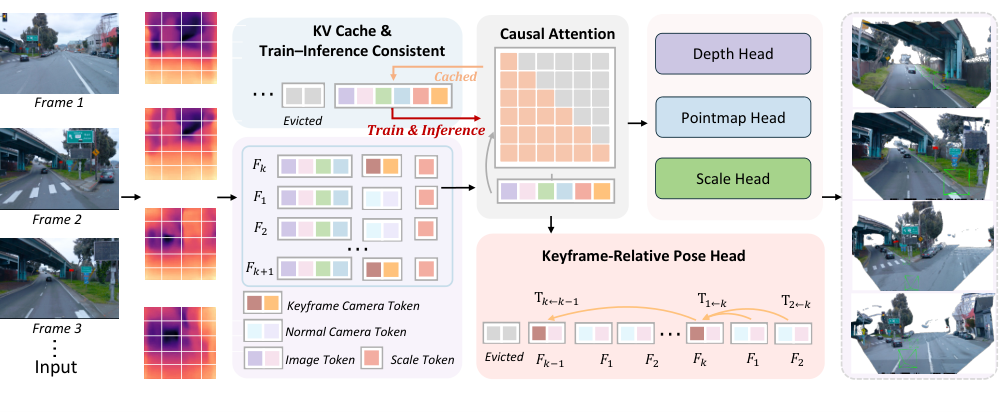 Frame 1
Frame 2
Frame 3
Input
KV Cache &
Train–Inference Consistent
Cached
Evicted
Train & Inference
F_k
F_1
F_2
F_{k+1}
Keyframe Camera Token
Normal Camera Token
Image Token
Scale Token
Causal Attention
Depth Head
Pointmap Head
Scale Head
Keyframe-Relative Pose Head
T_{k←k−1}
T_{1←k}
T_{2←k}
Evicted
F_{k−1}
F_1
F_2
F_k
F_1
F_2